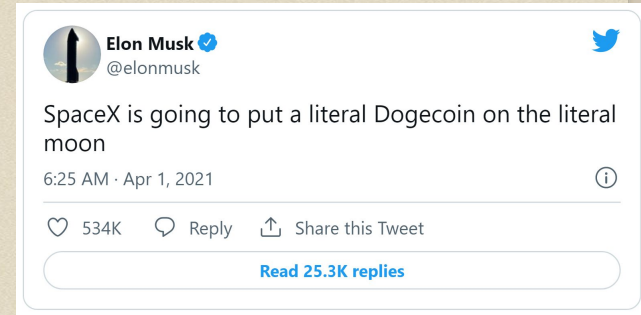 Elon Musk
@elonmusk
SpaceX is going to put a literal Dogecoin on the literal
moon
6:25 AM · Apr 1, 2021
534K Reply Share this Tweet
Read 25.3K replies